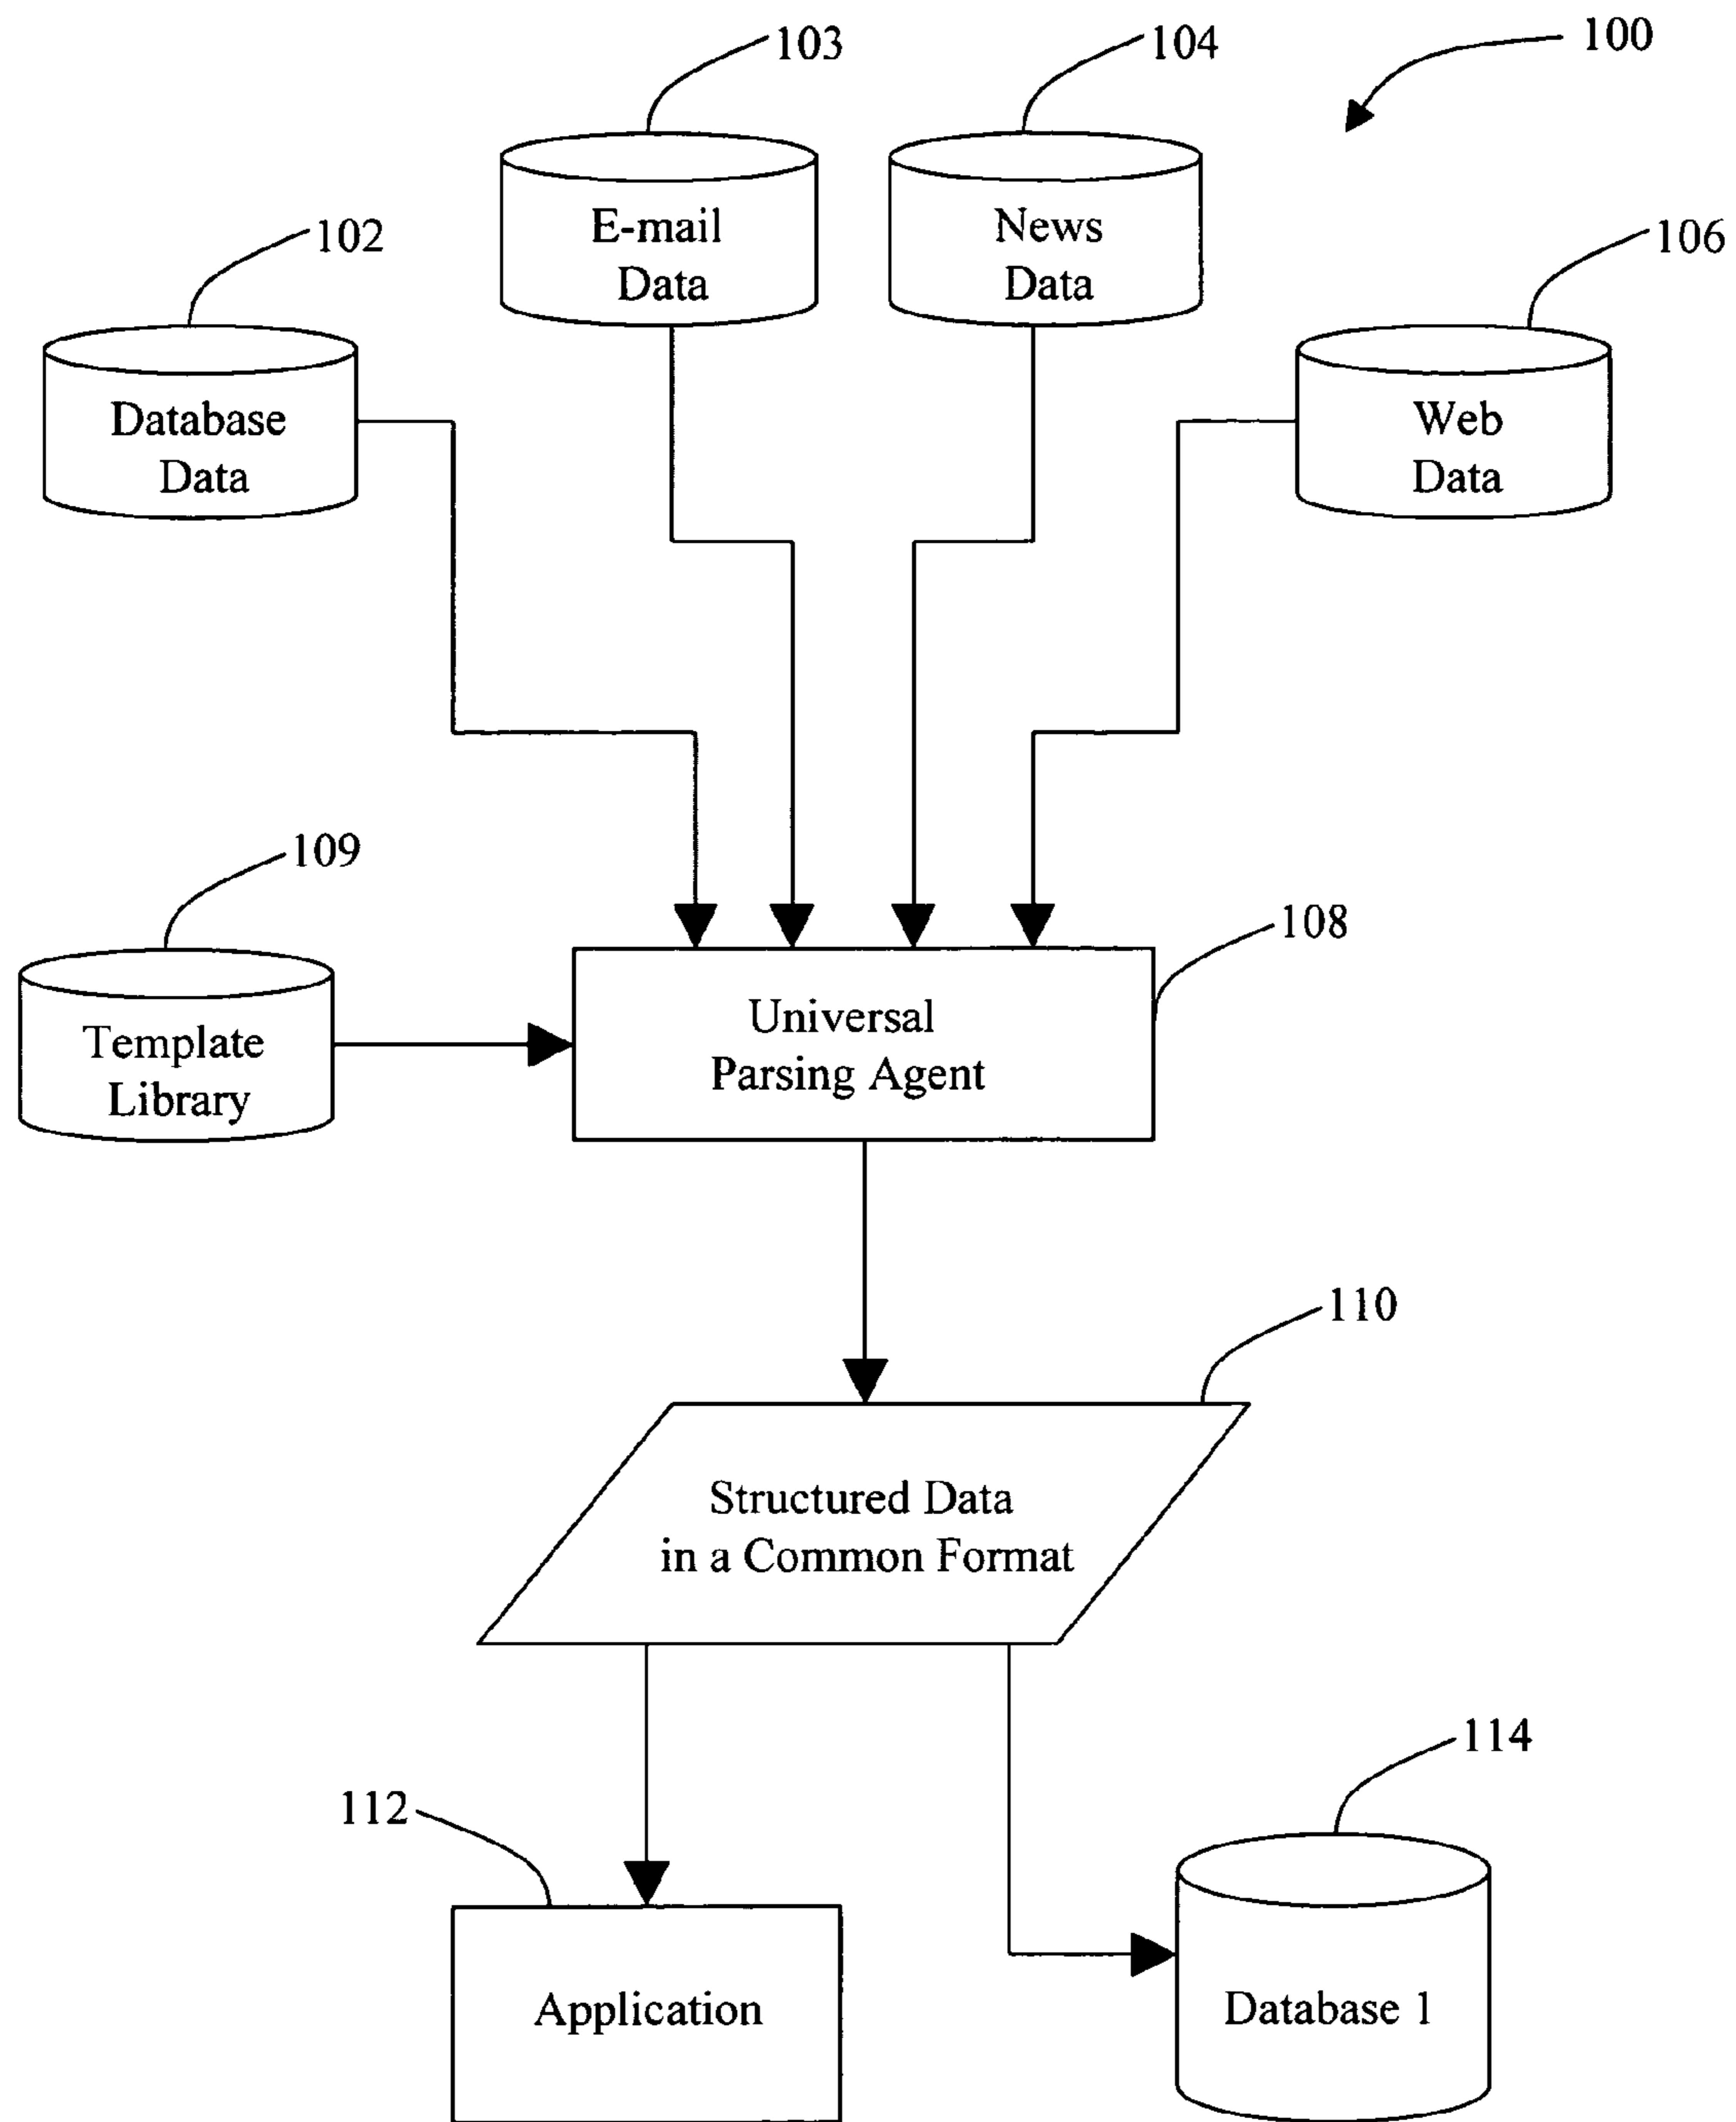 103
104
100
E-mail
Data
News
Data
102
106
Database
Data
Web
Data
109
108
Template
Library
Universal
Parsing Agent
110
Structured Data
in a Common Format
114
112
Application
Database 1